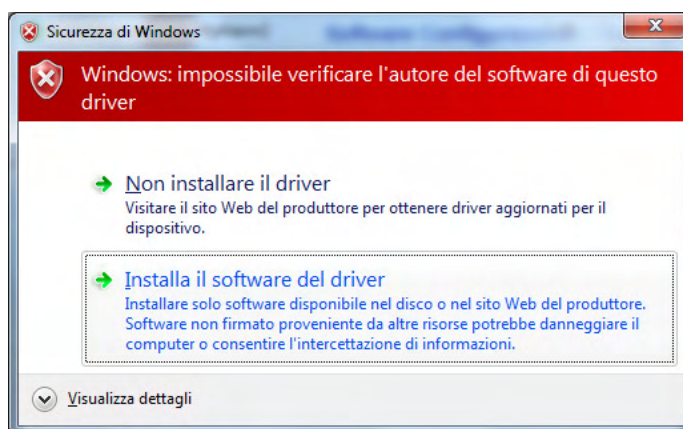 Sicurezza di Windows
Windows: impossibile verificare l'autore del software di questo
driver
Non installare il driver
Visitare il sito Web del produttore per ottenere driver aggiornati per il
dispositivo.
Installa il software del driver
Installare solo software disponibile nel disco o nel sito Web del produttore.
Software non firmato proveniente da altre risorse potrebbe danneggiare il
computer o consentire l'intercettazione di informazioni.
Visualizza dettagli